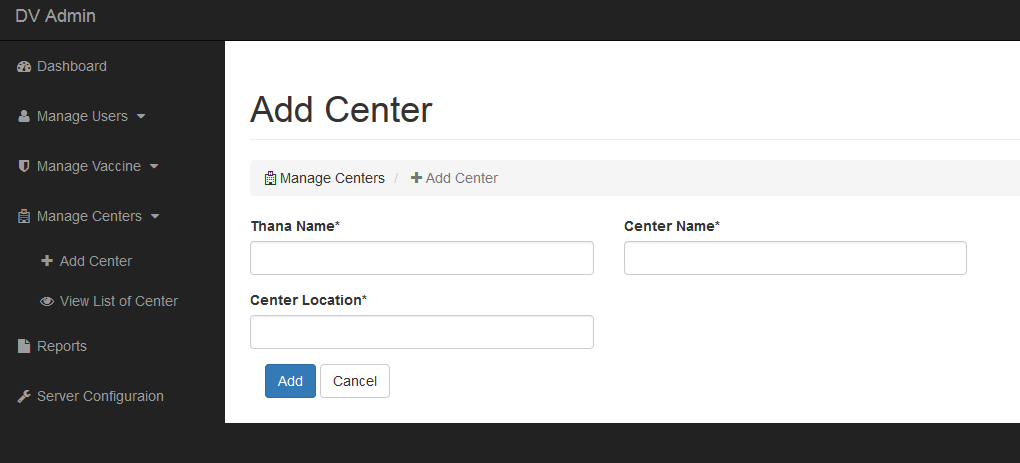 DV Admin
Dashboard
Manage Users
Manage Vaccine
Manage Centers
Add Center
View List of Center
Reports
Server Configuraion
Add Center
Manage Centers / Add Center
Thana Name*
Center Name*
Center Location*
Add Cancel